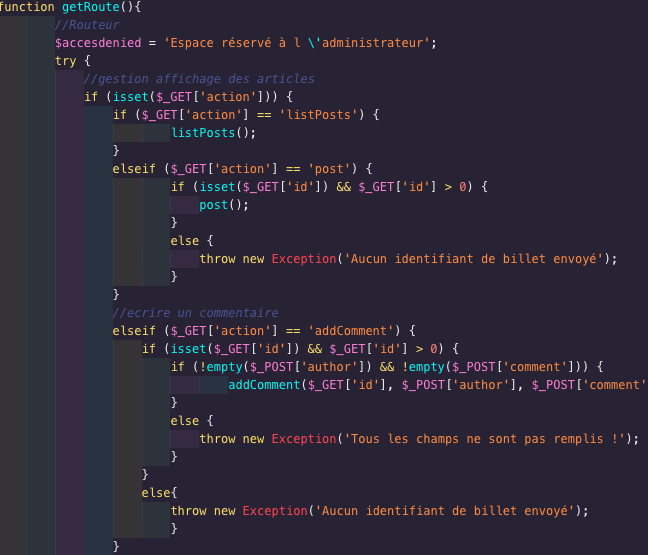 function getRoute(){
//Routeur
$accesdenied = 'Espace réservé à l \'administrateur';
try {
//gestion affichage des articles
if (isset($_GET['action'])) {
if ($_GET['action'] == 'listPosts') {
listPosts();
}
elseif ($_GET['action'] == 'post') {
if (isset($_GET['id']) && $_GET['id'] > 0) {
post();
}
else {
throw new Exception('Aucun identifiant de billet envoyé');
}
}
//ecrire un commentaire
elseif ($_GET['action'] == 'addComment') {
if (isset($_GET['id']) && $_GET['id'] > 0) {
if (!empty($_POST['author']) && !empty($_POST['comment'])) {
addComment($_GET['id'], $_POST['author'], $_POST['comment'
}
else {
throw new Exception('Tous les champs ne sont pas remplis !');
}
}
else{
throw new Exception('Aucun identifiant de billet envoyé');
}
}